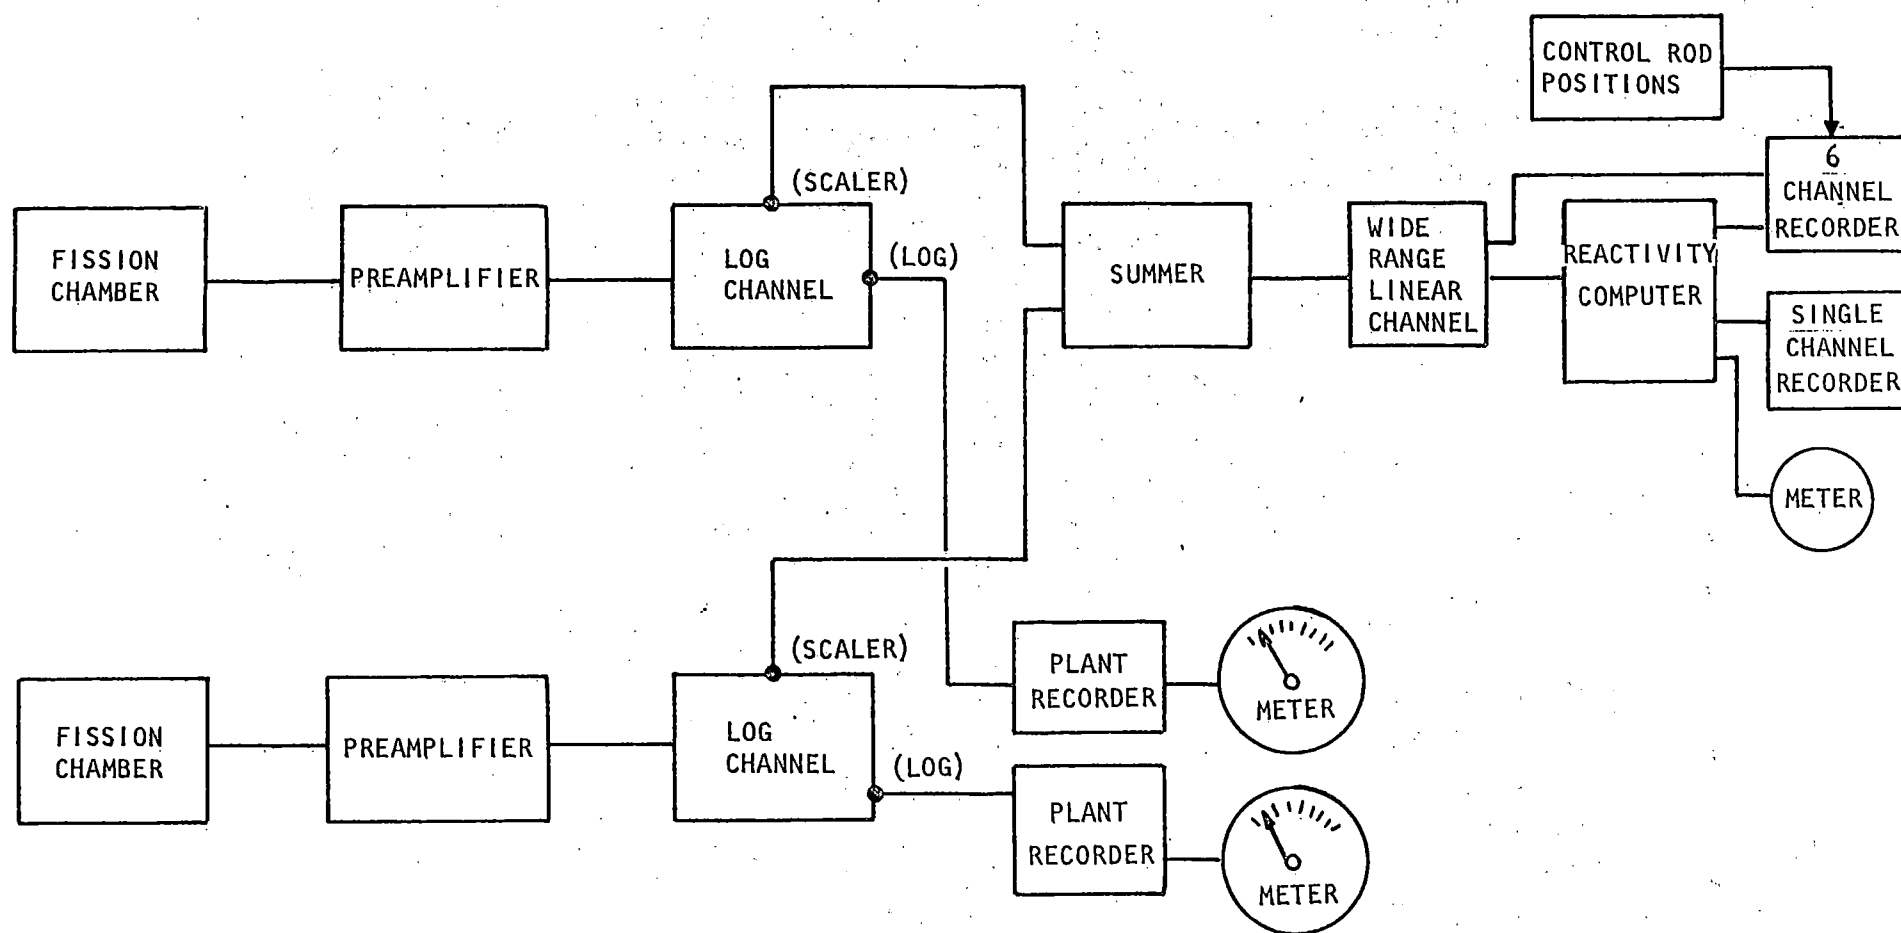 CONTROL ROD
POSITIONS
6
CHANNEL
RECORDER
(SCALER)
FISSION
CHAMBER
PREAMPLIFIER
LOG
CHANNEL
(LOG)
SUMMER
WIDE
RANGE
LINEAR
CHANNEL
REACTIVITY
COMPUTER
SINGLE
CHANNEL
RECORDER
METER
(SCALER)
FISSION
CHAMBER
PREAMPLIFIER
LOG
CHANNEL
(LOG)
PLANT
RECORDER
METER
PLANT
RECORDER
METER